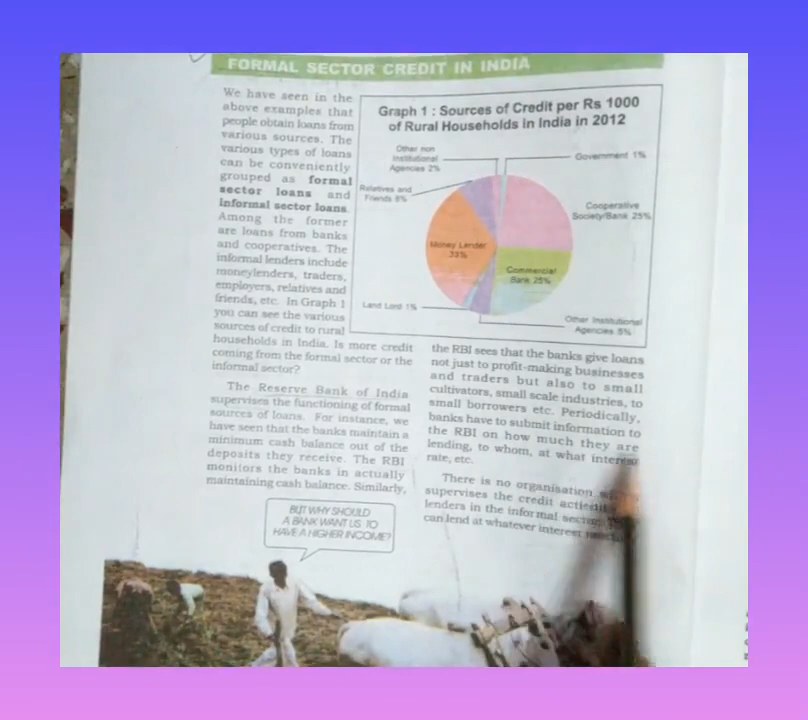 FORMAL SECTOR CREDIT IN INDIA
We have seen in the
above examples that
people obtain loans from
various sources. The
various types of loans
can be conveniently
grouped as formal
sector loans and
informal sector loans.
Among the former
are loans from banks
and cooperatives. The
informal lenders include
moneylenders, traders,
employers, relatives and
friends, etc. In Graph 1
you can see the various
sources of credit to rural
households in India. Is more credit
coming from the formal sector or the
informal sector?
The Reserve Bank of India
supervises the functioning of formal
sources of loans. For instance, we
have seen that the banks maintain a
minimum cash balance out of the
deposits they receive. The RBI
monitors the banks in actually
maintaining cash balance. Similarly,
Graph 1 : Sources of Credit per Rs 1000
of Rural Households in India in 2012
Other non
Institutional
Agencies 2%
Government 1%
Relatives and
Friends 8%
Cooperative
Society/Bank 25%
Money Lender
33%
Commercial
Bank 25%
Land Lord 1%
Other Institutional
Agencies 5%
the RBI sees that the banks give loans
not just to profit-making businesses
and traders but also to small
cultivators, small scale industries, to
small borrowers etc. Periodically,
banks have to submit information to
the RBI on how much they are
lending, to whom, at what interest
rate, etc.
There is no organisation
supervises the credit
lenders in the informal
can lend at whatever interest
BUT WHY SHOULD
A BANK WANT US TO
HAVE A HIGHER INCOME?